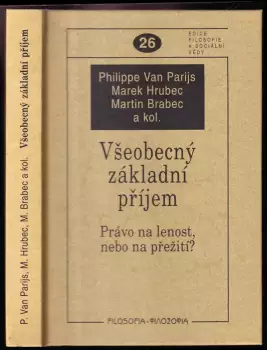 P. Van Parijs, M. Hrubec, M. Brabec a kol. Všeobecný základní příjem
26
EDICE
FILOSOFIE
A SOCIÁLNÍ
VĚDY
Philippe Van Parijs
Marek Hrubec
Martin Brabec
a kol.
Všeobecný
základní
příjem
Právo na lenost,
nebo na přežití?
FILOSOFIA-ΦΙΛΟΣΟΦΙΑ